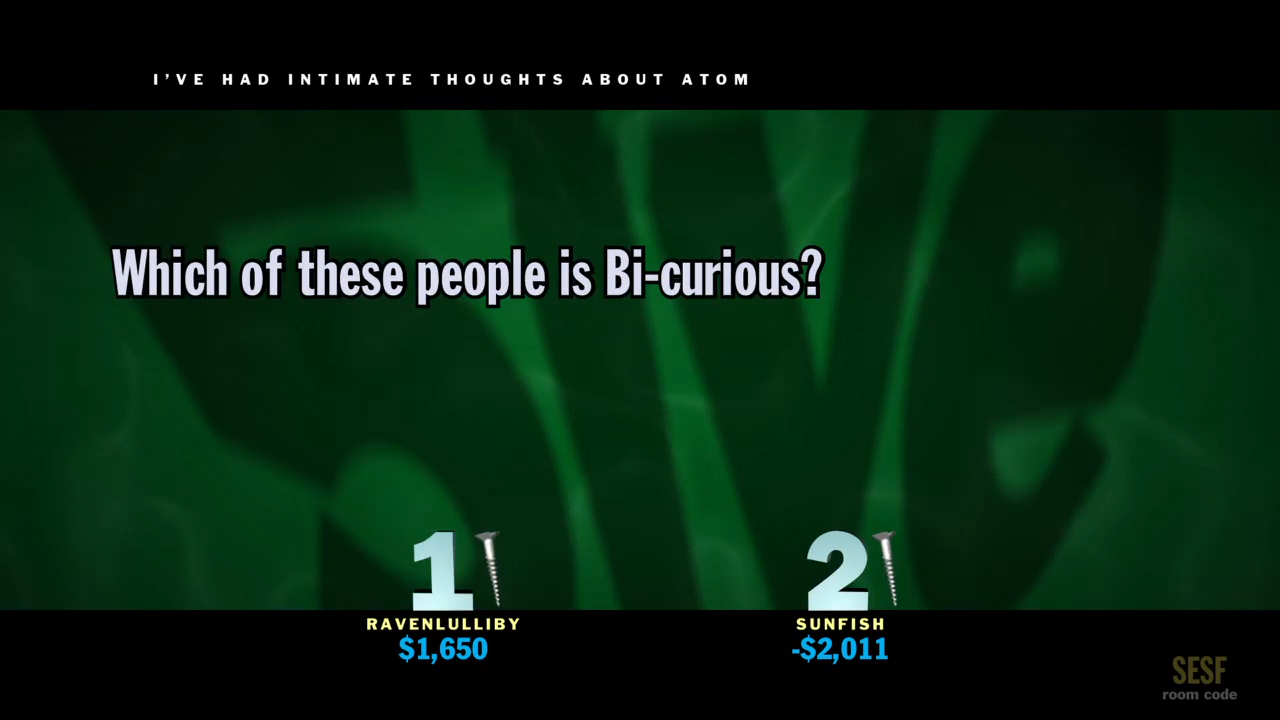 I'VE HAD INTIMATE THOUGHTS ABOUT ATOM
five
Which of these people is Bi-curious?
1
2
RAVENLULLIBY
SUNFISH
$1,650
-$2,011
SESF
room code